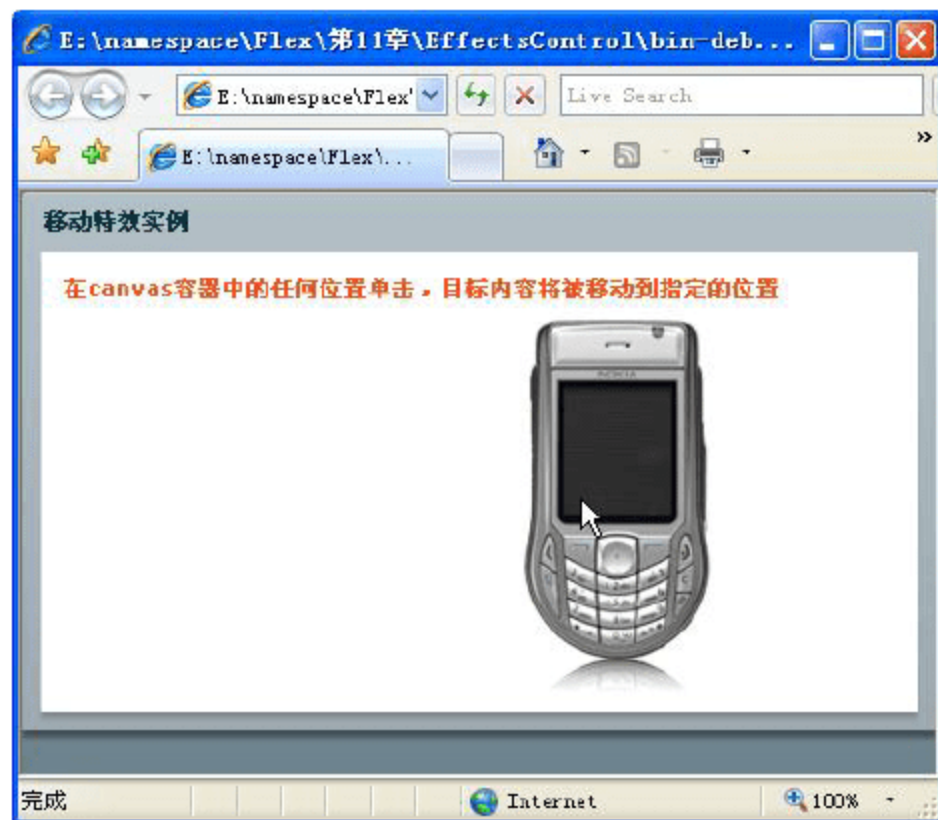 E:\namespace\Flex\第11章\EffectsControl\bin-deb...
E:\namespace\Flex'
Live Search
E:\namespace\Flex\...
»
移动特效实例
在canvas容器中的任何位置单击，目标内容将被移动到指定的位置
NOKIA
完成
Internet
100%